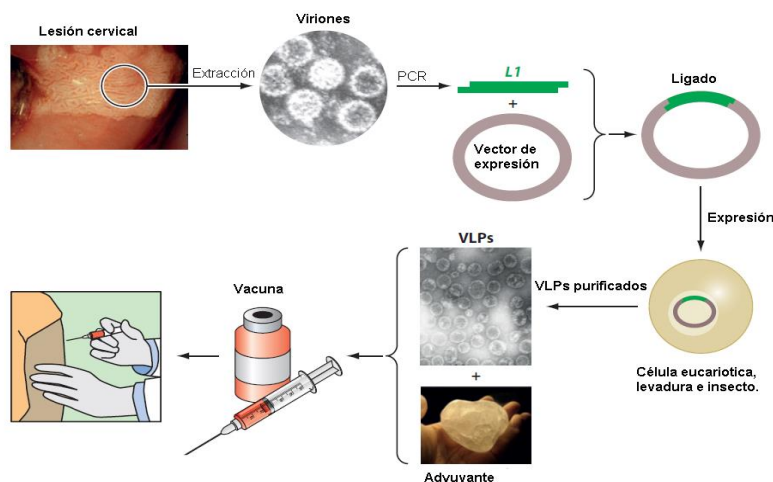 Lesión cervical
Extracción
Viriones
PCR
L1
+
Vector de
expresión
Ligado
Expresión
Célula eucariotica,
levadura e insecto.
VLPs purificados
VLPs
+
Advuvante
Vacuna